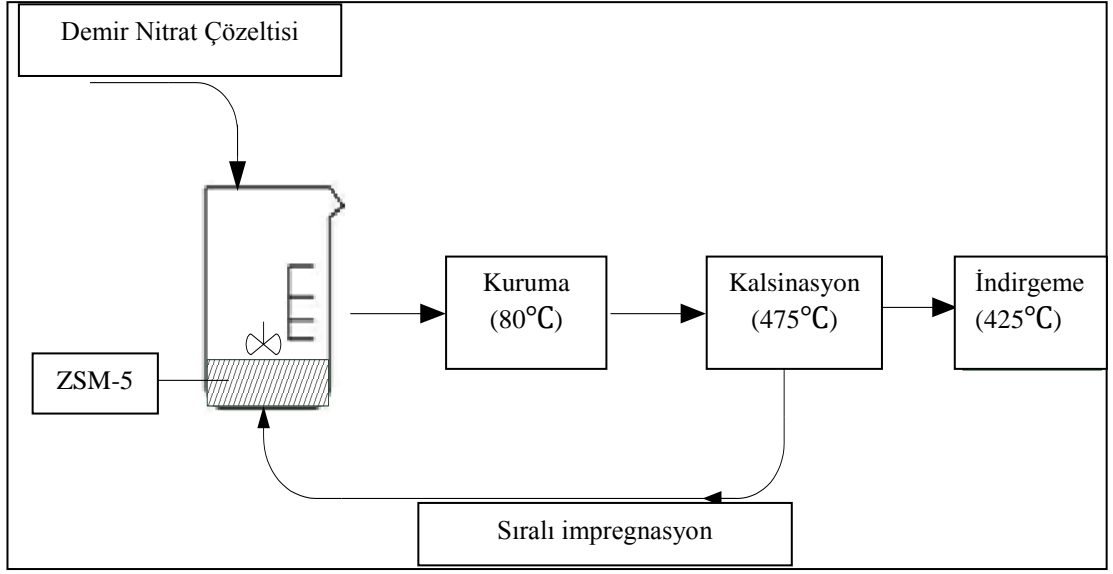 Demir Nitrat Çözeltisi
Kuruma
(80℃)
Kalsinasyon
(475℃)
İndirgeme
(425℃)
ZSM-5
Sıralı impregnasyon